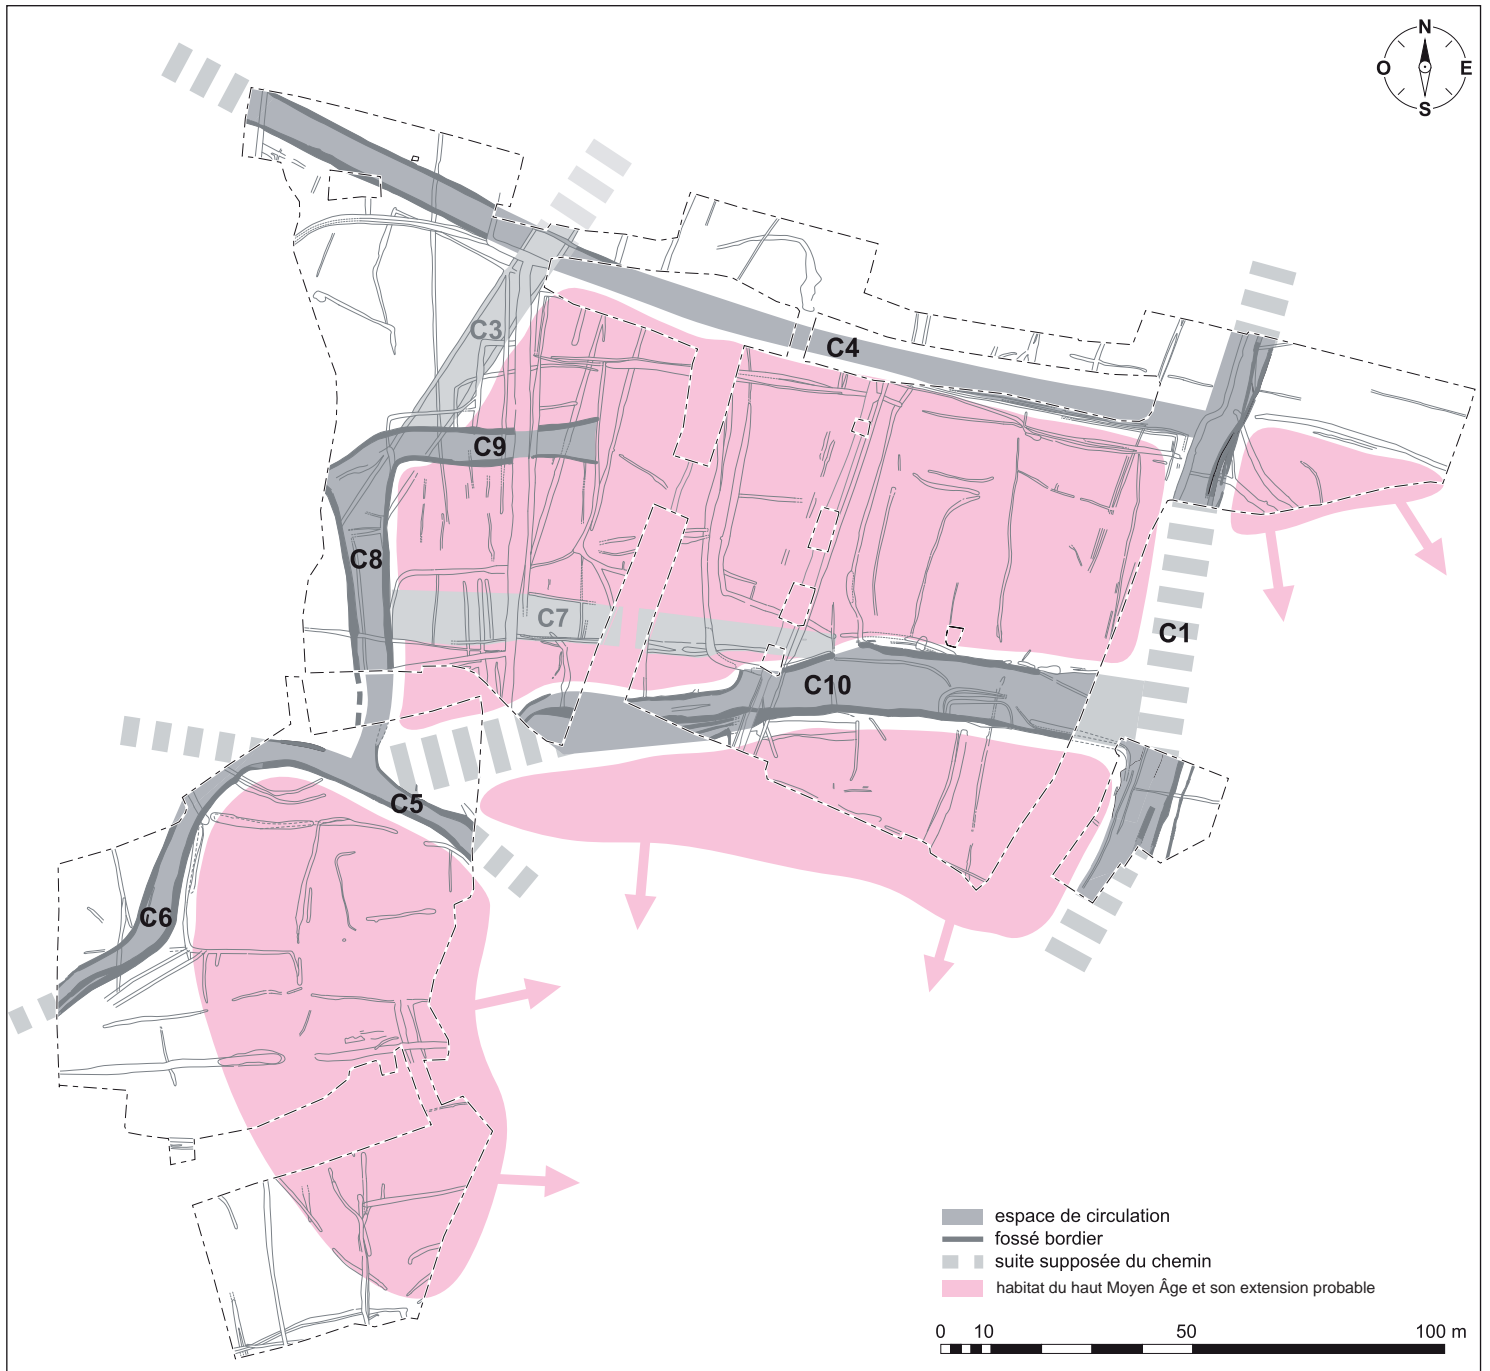 N
O E
S
C3
C4
C9
C8
C7
C1
C10
C5
C6
espace de circulation
fossé bordier
suite supposée du chemin
habitat du haut Moyen Âge et son extension probable
0 10 50 100 m